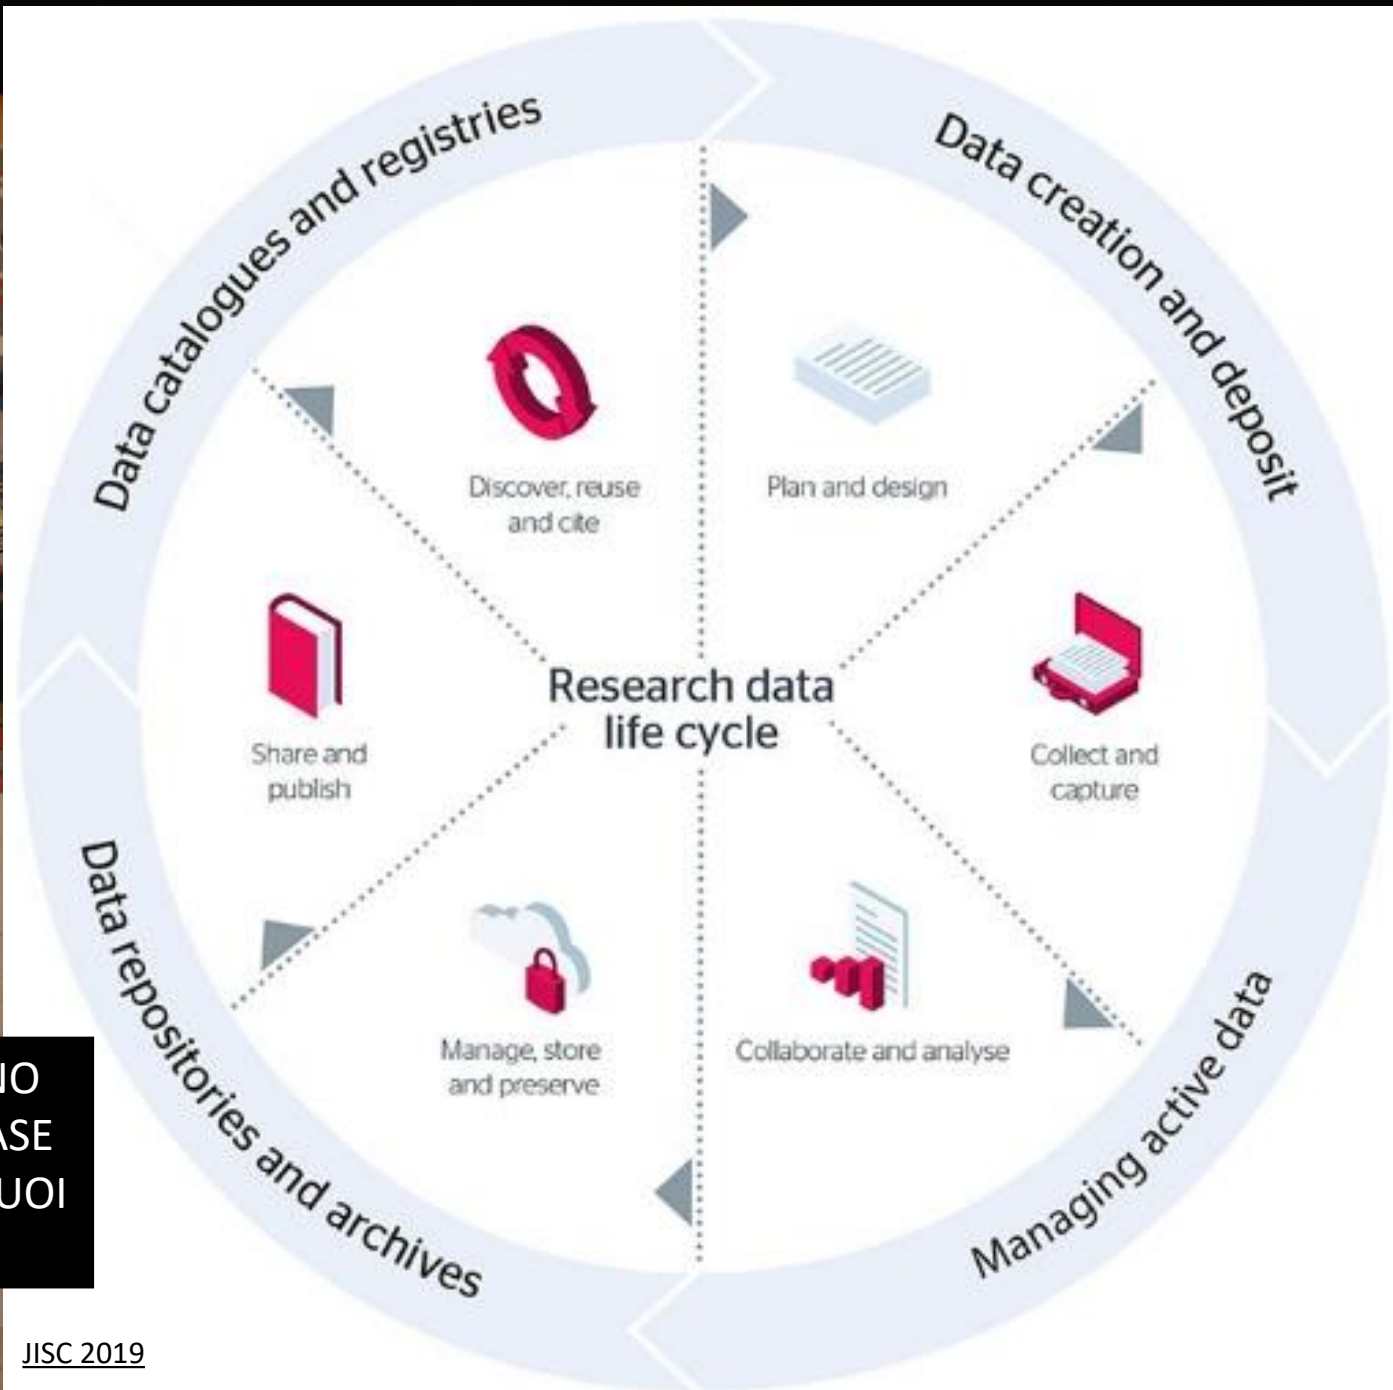 Data catalogues and registries
Data creation and deposit
Discover, reuse
and cite
Plan and design
Research data
life cycle
Share and
publish
Collect and
capture
Manage, store
and preserve
Collaborate and analyse
Data repositories and archives
Managing active data
UOI
JISC 2019